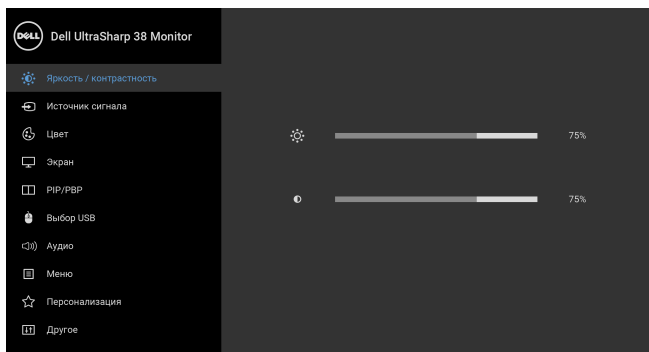 DELL
Dell UltraSharp 38 Monitor
Яркость / контрастность
Источник сигнала
Цвет
75%
Экран
PIP/PBP
75%
Выбор USB
Аудио
Меню
Персонализация
Другое